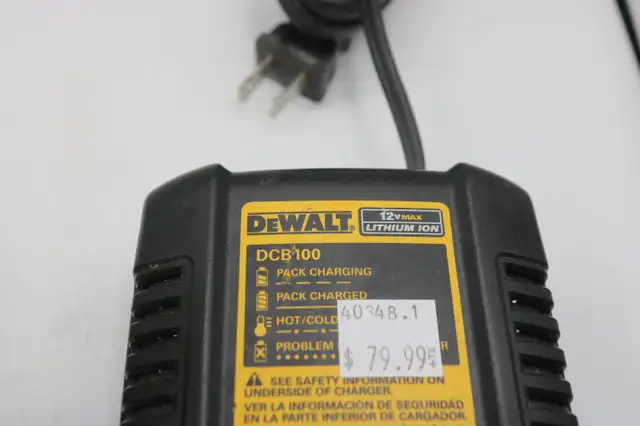 DEWALT® 12V MAX
LITHIUM ION
DCB100
PACK CHARGING
PACK CHARGED
HOT/COLD
PROBLEM
40348.1
$ 79.99 +TX
SEE SAFETY INFORMATION ON
UNDERSIDE OF CHARGER.
VER LA INFORMACIÓN DE SEGURIDAD
EN LA PARTE INFERIOR DE CARGADOR.